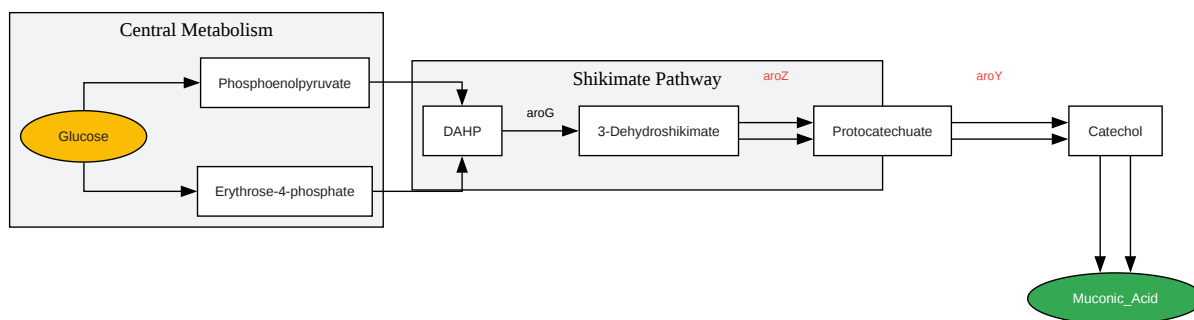 Central Metabolism
Phosphoenolpyruvate
Glucose
Erythrose-4-phosphate
Shikimate Pathway
aroZ
aroY
DAHP
aroG
3-Dehydroshikimate
Protocatechuate
Catechol
Muconic_Acid